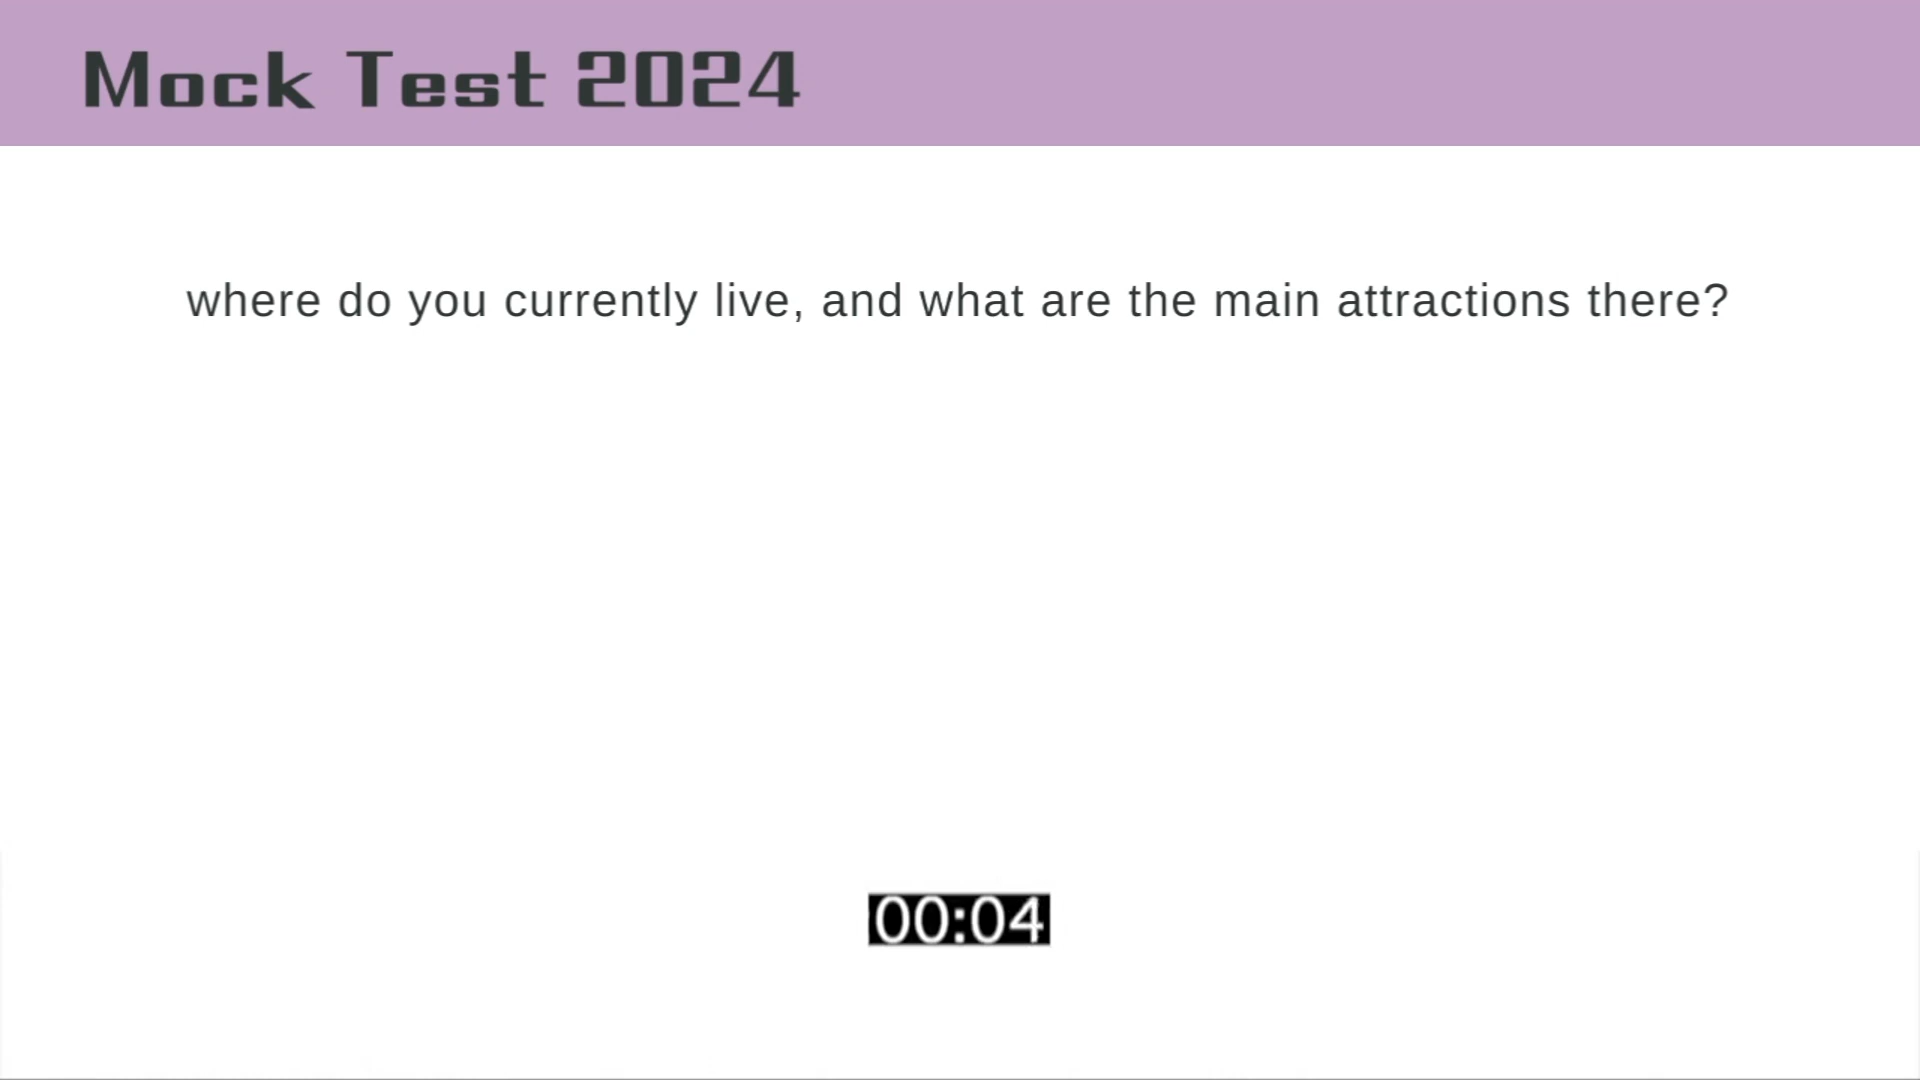 Mock Test 2024
where do you currently live, and what are the main attractions there?
00:04